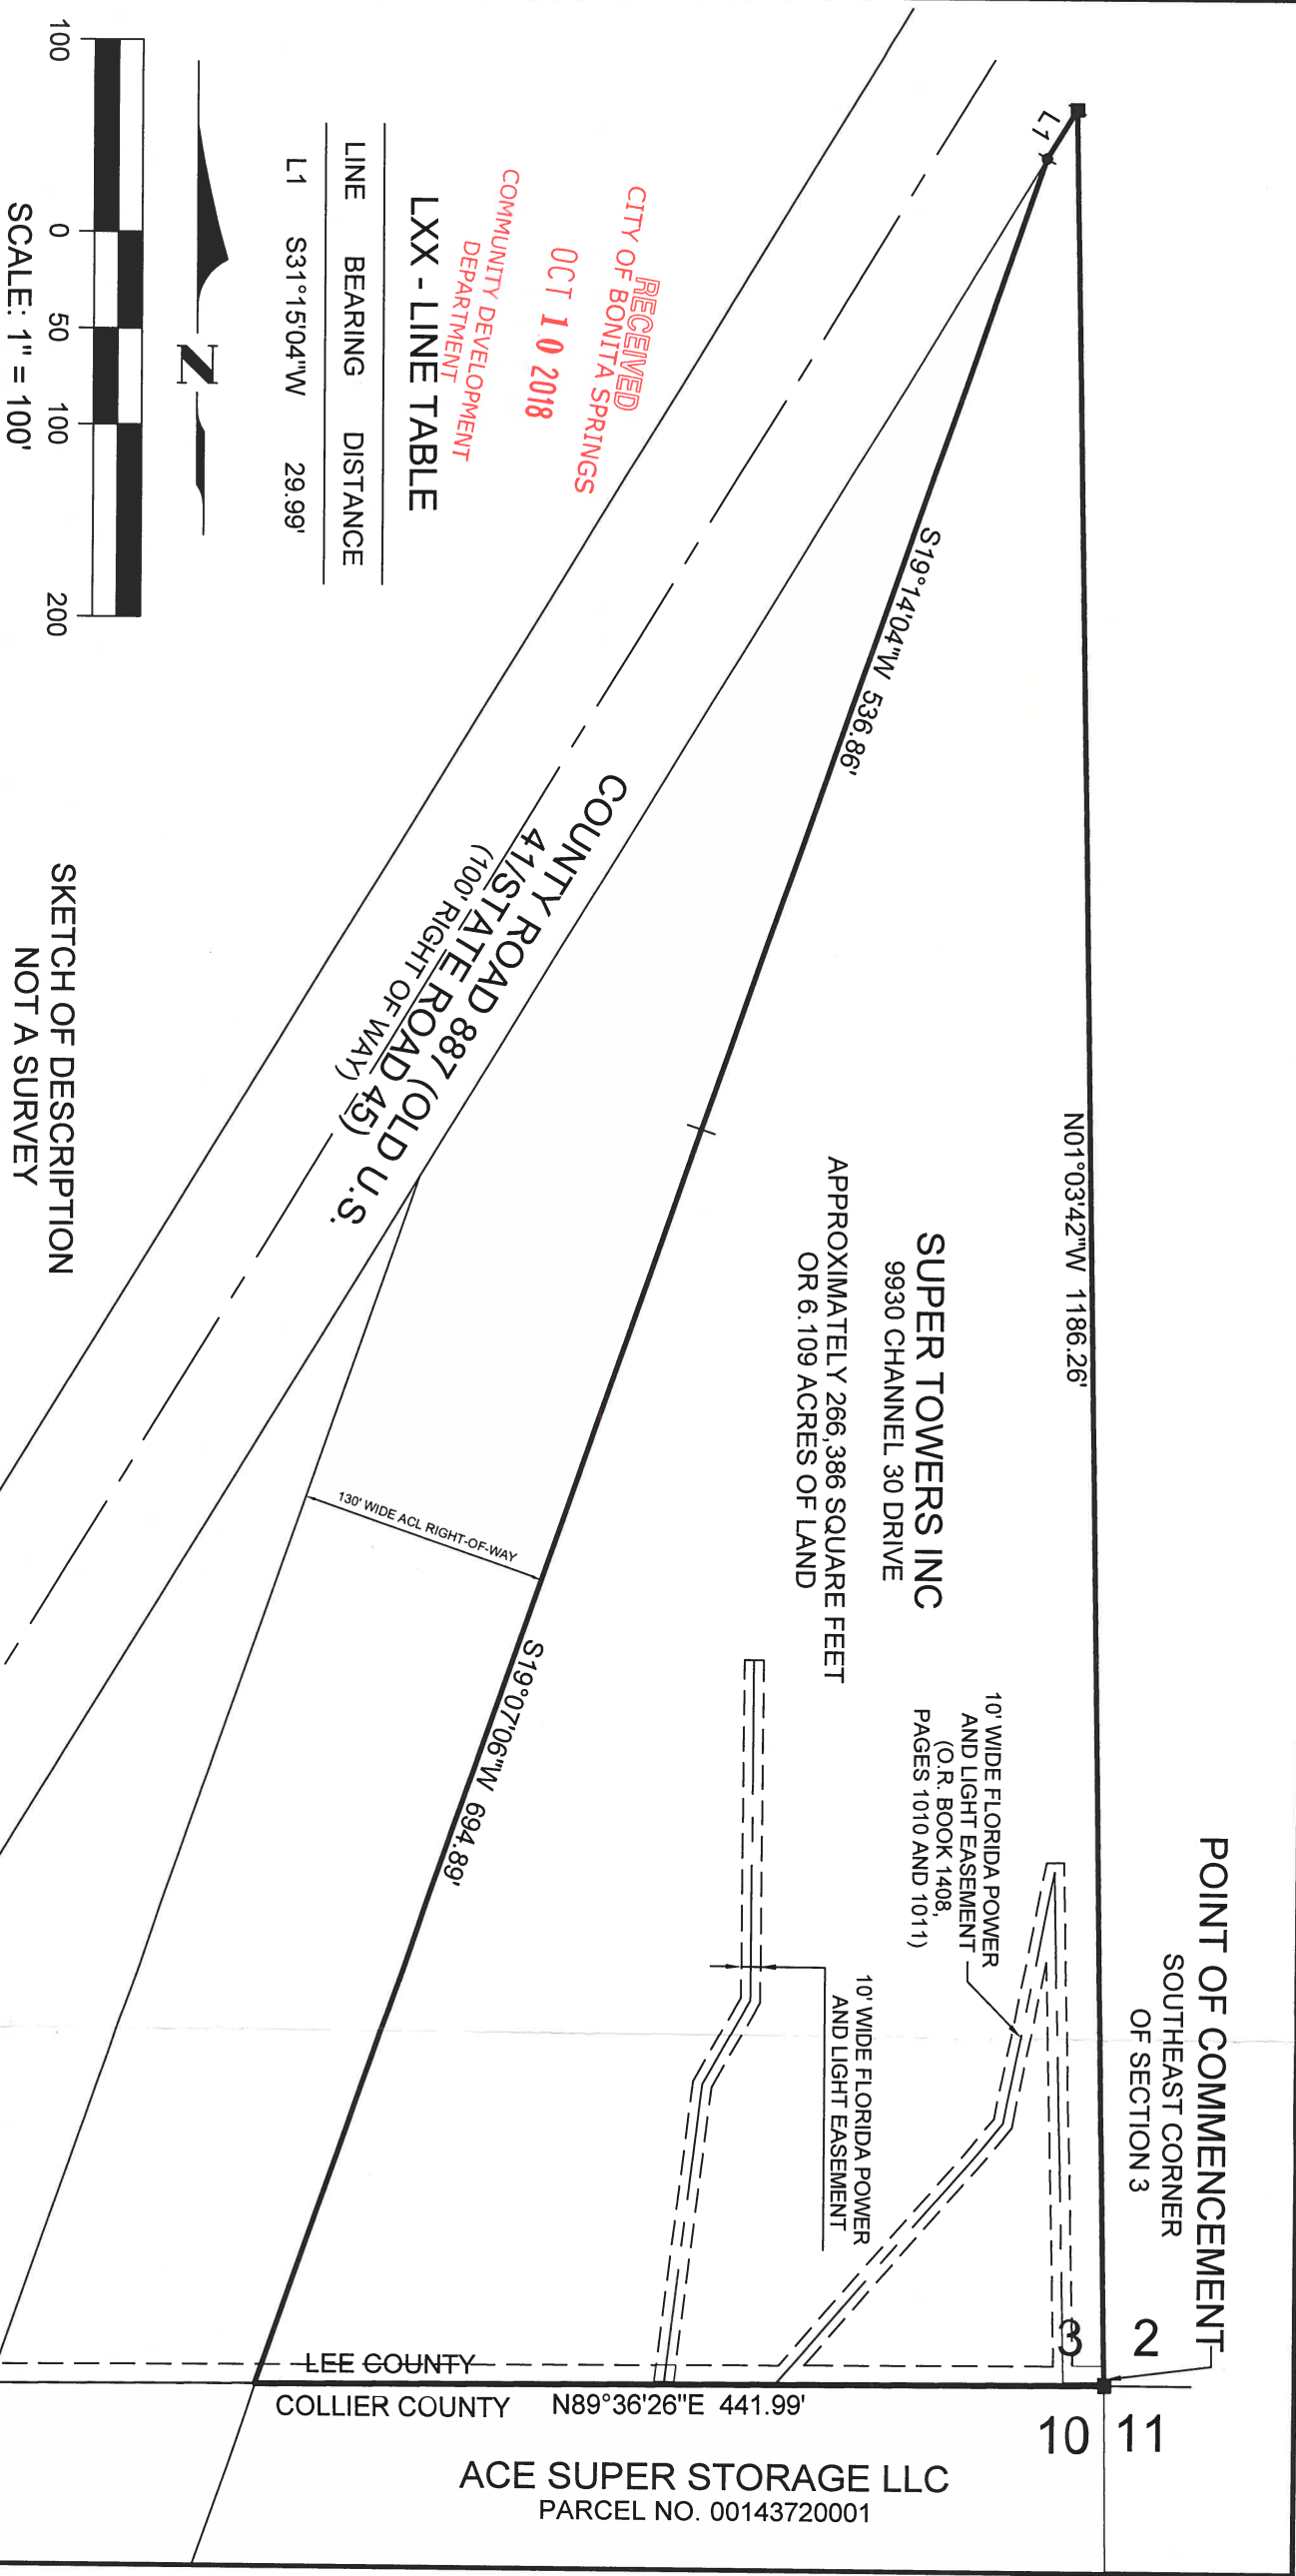 POINT OF COMMENCEMENT
SOUTHEAST CORNER
OF SECTION 3
2
3
11
10
N01°03'42"W 1186.26'
L1
S19°14'04"W 536.86'
SUPER TOWERS INC
9930 CHANNEL 30 DRIVE
APPROXIMATELY 266,386 SQUARE FEET
OR 6.109 ACRES OF LAND
10' WIDE FLORIDA POWER
AND LIGHT EASEMENT
(O.R. BOOK 1408,
PAGES 1010 AND 1011)
10' WIDE FLORIDA POWER
AND LIGHT EASEMENT
S19°07'06"W 694.89'
130' WIDE ACL RIGHT-OF-WAY
COUNTY ROAD 887 (OLD U.S.
41/STATE ROAD 45)
(100' RIGHT OF WAY)
RECEIVED
CITY OF BONITA SPRINGS
OCT 10 2018
COMMUNITY DEVELOPMENT
DEPARTMENT
LXX - LINE TABLE
LINE BEARING DISTANCE
L1 S31°15'04"W 29.99'
N
100 0 50 100 200
SCALE: 1" = 100'
SKETCH OF DESCRIPTION
NOT A SURVEY
LEE COUNTY
COLLIER COUNTY N89°36'26"E 441.99'
ACE SUPER STORAGE LLC
PARCEL NO. 00143720001